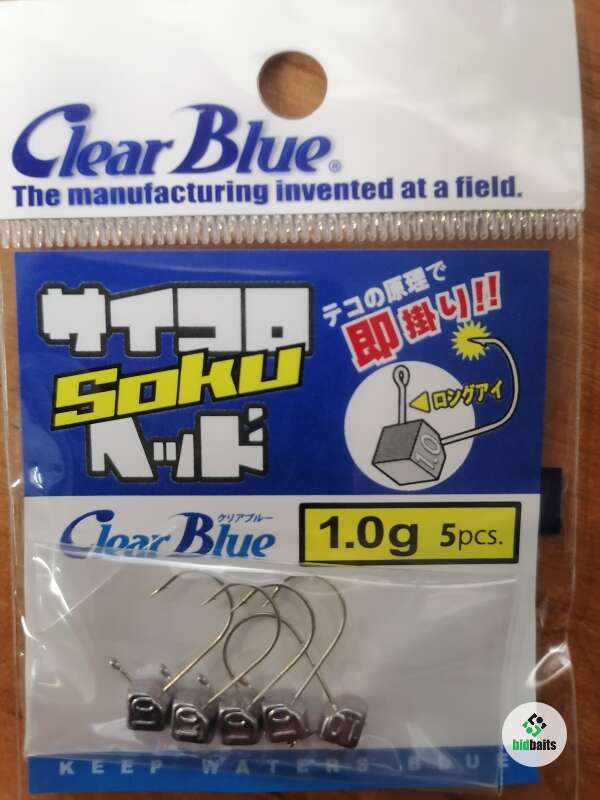 Clear Blue®
The manufacturing invented at a field.
サイコロ
Soku
ヘッド
テコの原理で
即掛り!!
ロングアイ
1.0
クリアブルー
Clear Blue
1.0g 5pcs.
KEEP WATERS BLUE
bidbaits